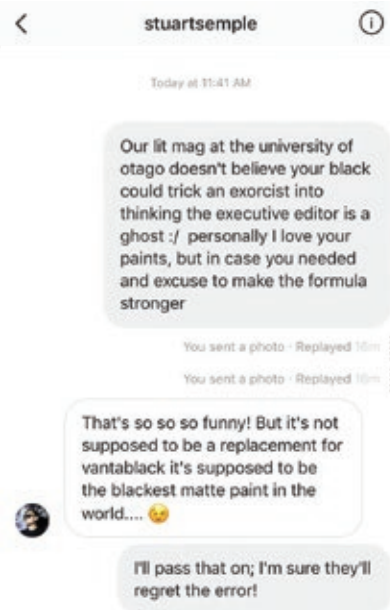 stuartsemple
Today at 11:41 AM
Our lit mag at the university of
otago doesn't believe your black
could trick an exorcist into
thinking the executive editor is a
ghost :/ personally I love your
paints, but in case you needed
and excuse to make the formula
stronger
You sent a photo · Replayed 16m
You sent a photo · Replayed 16m
That's so so so funny! But it's not
supposed to be a replacement for
vantablack it's supposed to be
the blackest matte paint in the
world.... 😉
I'll pass that on; I'm sure they'll
regret the error!